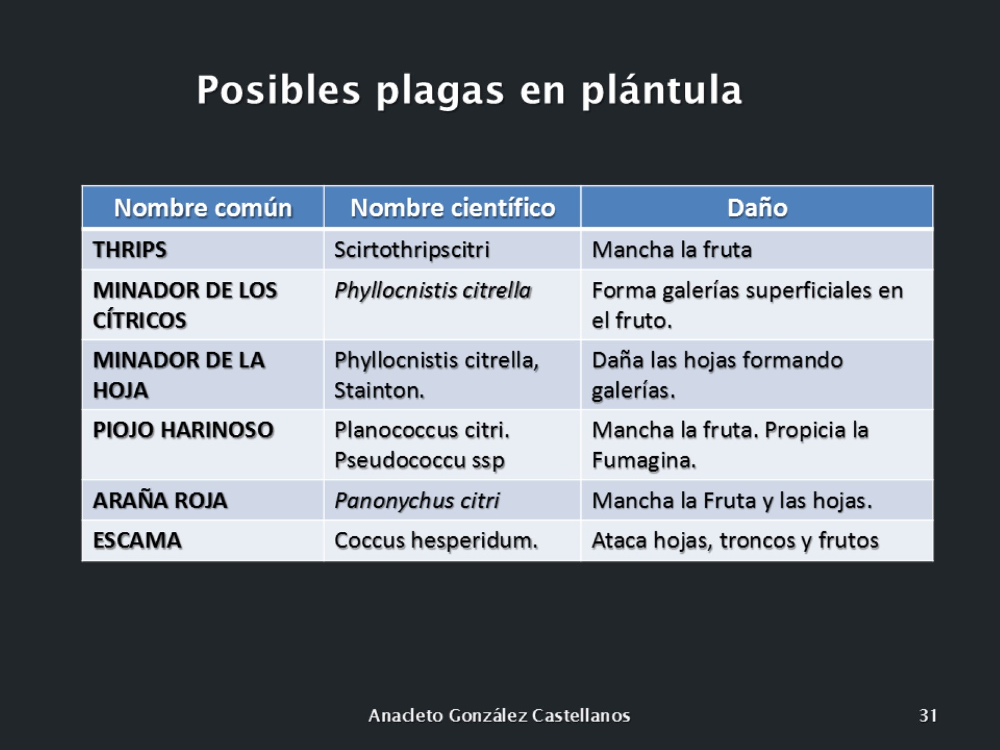 Posibles plagas en plántula
Nombre común Nombre científico Daño
THRIPS Scirtothripscitri Mancha la fruta
MINADOR DE LOS CÍTRICOS Phyllocnistis citrella Forma galerías superficiales en el fruto.
MINADOR DE LA HOJA Phyllocnistis citrella, Stainton. Daña las hojas formando galerías.
PIOJO HARINOSO Planococcus citri. Pseudococcu ssp Mancha la fruta. Propicia la Fumagina.
ARAÑA ROJA Panonychus citri Mancha la Fruta y las hojas.
ESCAMA Coccus hesperidum. Ataca hojas, troncos y frutos
Anacleto González Castellanos 31